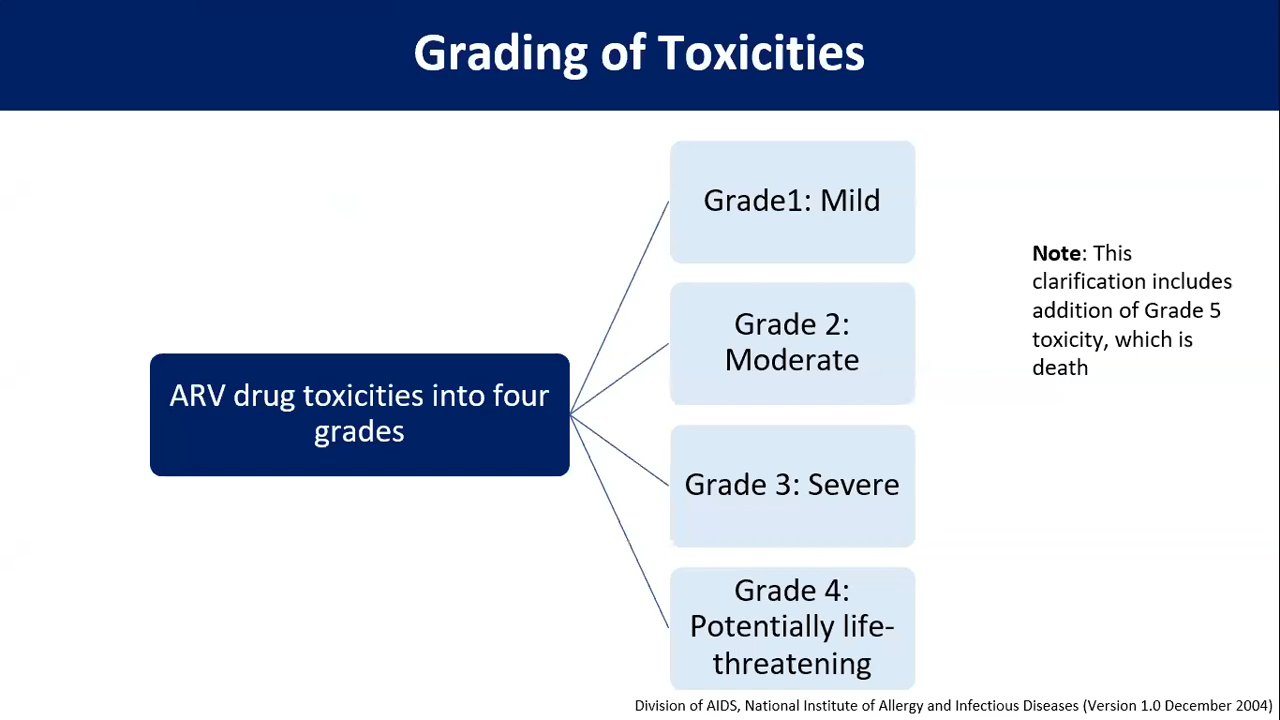 Grading of Toxicities
ARV drug toxicities into four
grades
Grade1: Mild
Grade 2:
Moderate
Grade 3: Severe
Grade 4:
Potentially life-
threatening
Note: This
clarification includes
addition of Grade 5
toxicity, which is
death
Division of AIDS, National Institute of Allergy and Infectious Diseases (Version 1.0 December 2004)